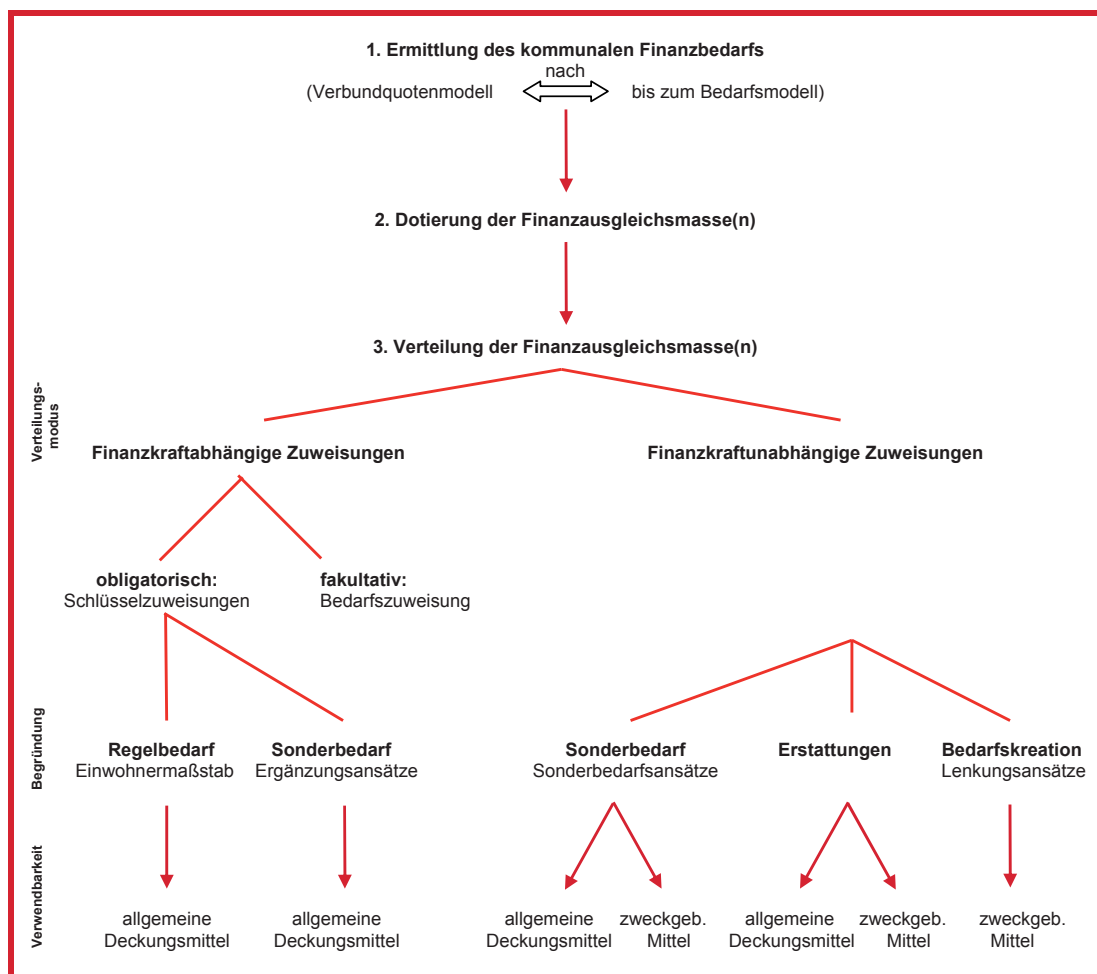 1. Ermittlung des kommunalen Finanzbedarfs
nach
(Verbundquotenmodell bis zum Bedarfsmodell)
2. Dotierung der Finanzausgleichsmasse(n)
3. Verteilung der Finanzausgleichsmasse(n)
Verteilungs-
modus
Finanzkraftabhängige Zuweisungen Finanzkraftunabhängige Zuweisungen
obligatorisch: fakultativ:
Schlüsselzuweisungen Bedarfszuweisung
Begründung
Regelbedarf Sonderbedarf Sonderbedarf Erstattungen Bedarfskreation
Einwohnermaßstab Ergänzungsansätze Sonderbedarfsansätze Lenkungsansätze
Verwendbarkeit
allgemeine allgemeine allgemeine zweckgeb. allgemeine zweckgeb. zweckgeb.
Deckungsmittel Deckungsmittel Deckungsmittel Mittel Deckungsmittel Mittel Mittel